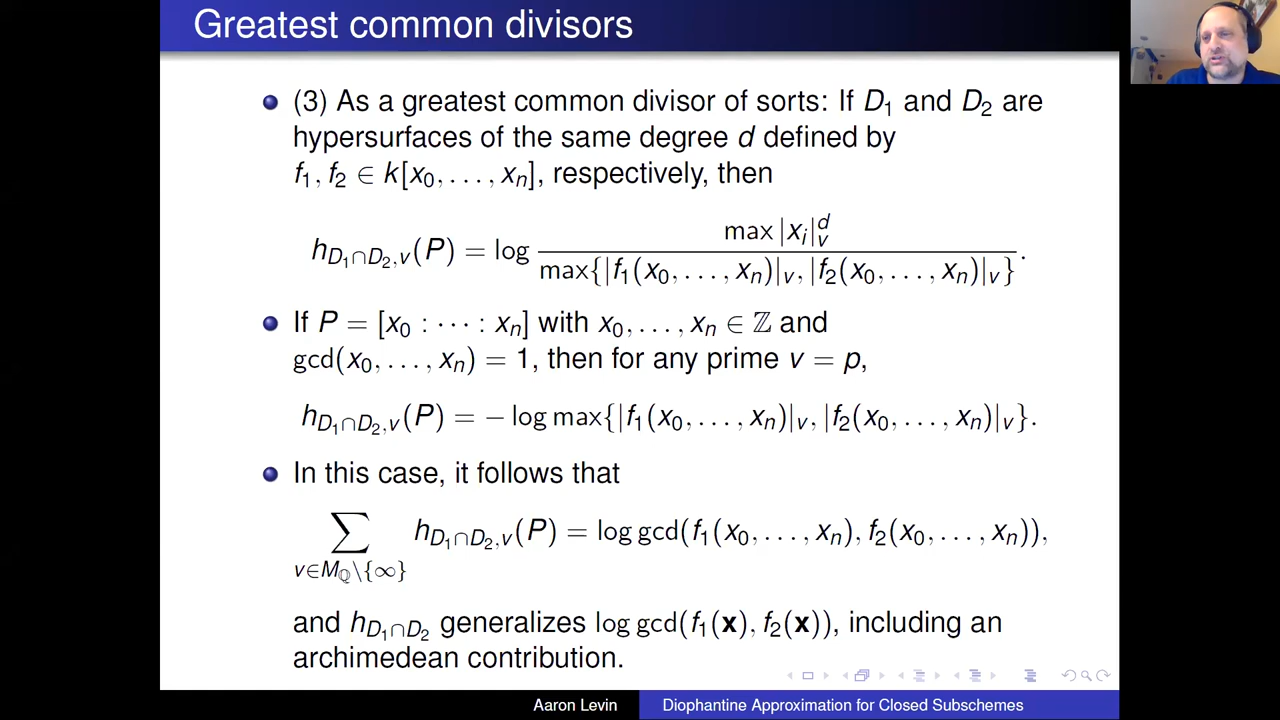 Greatest common divisors
(3) As a greatest common divisor of sorts: If D₁ and D₂ are
hypersurfaces of the same degree d defined by
f₁, f₂ ∈ k[x₀, . . . , xₙ], respectively, then
h_{D₁∩D₂,v}(P) = log \frac{max |xᵢ|ᵥᵈ}{max{|f₁(x₀, . . . , xₙ)|ᵥ, |f₂(x₀, . . . , xₙ)|ᵥ}}.
If P = [x₀ : · · · : xₙ] with x₀, . . . , xₙ ∈ ℤ and
gcd(x₀, . . . , xₙ) = 1, then for any prime v = p,
h_{D₁∩D₂,v}(P) = − log max{|f₁(x₀, . . . , xₙ)|ᵥ, |f₂(x₀, . . . , xₙ)|ᵥ}.
In this case, it follows that
∑_{v∈M_ℚ\{∞}} h_{D₁∩D₂,v}(P) = log gcd(f₁(x₀, . . . , xₙ), f₂(x₀, . . . , xₙ)),
and h_{D₁∩D₂} generalizes log gcd(f₁(x), f₂(x)), including an
archimedean contribution.
Aaron Levin Diophantine Approximation for Closed Subschemes